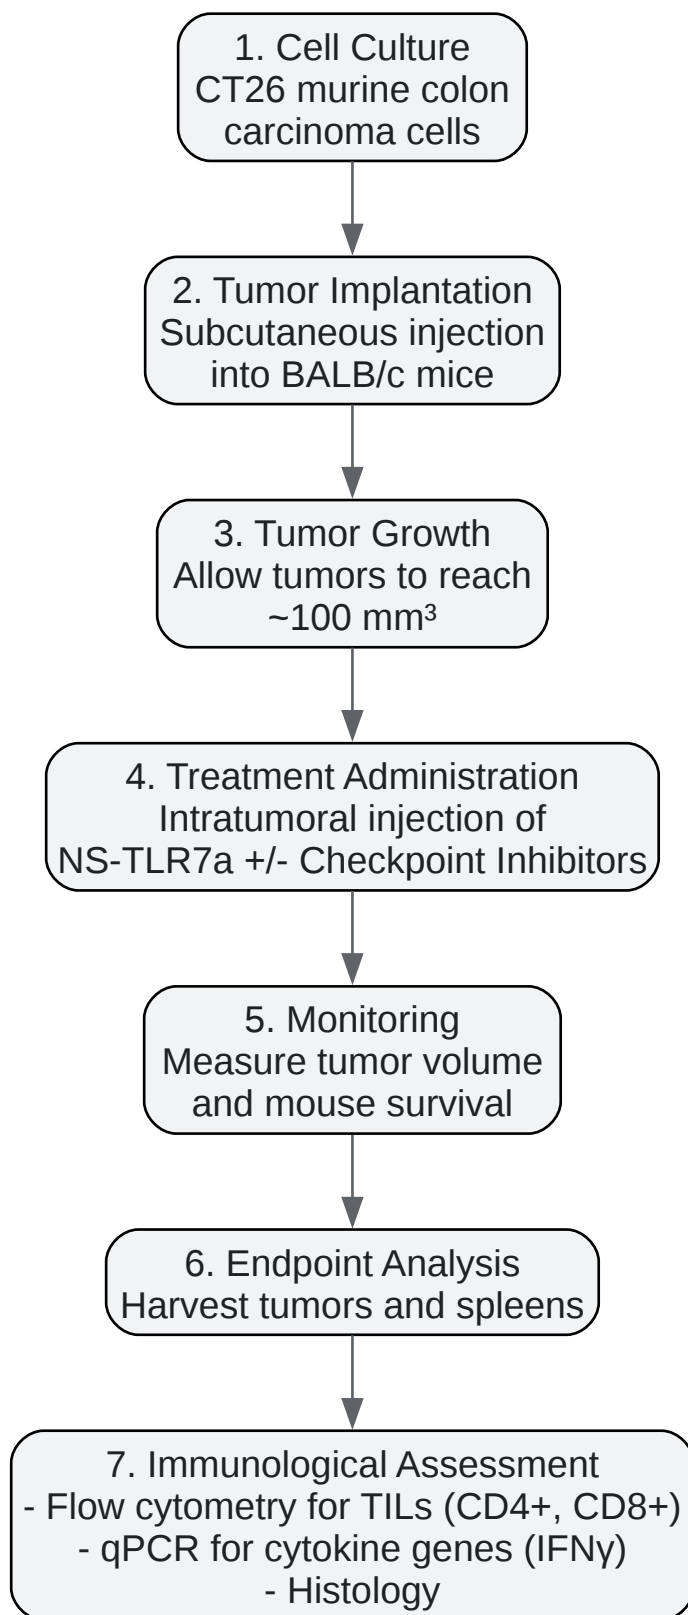 1. Cell Culture
CT26 murine colon
carcinoma cells
2. Tumor Implantation
Subcutaneous injection
into BALB/c mice
3. Tumor Growth
Allow tumors to reach
~100 mm³
4. Treatment Administration
Intratumoral injection of
NS-TLR7a +/- Checkpoint Inhibitors
5. Monitoring
Measure tumor volume
and mouse survival
6. Endpoint Analysis
Harvest tumors and spleens
7. Immunological Assessment
- Flow cytometry for TILs (CD4+, CD8+)
- qPCR for cytokine genes (IFNγ)
- Histology